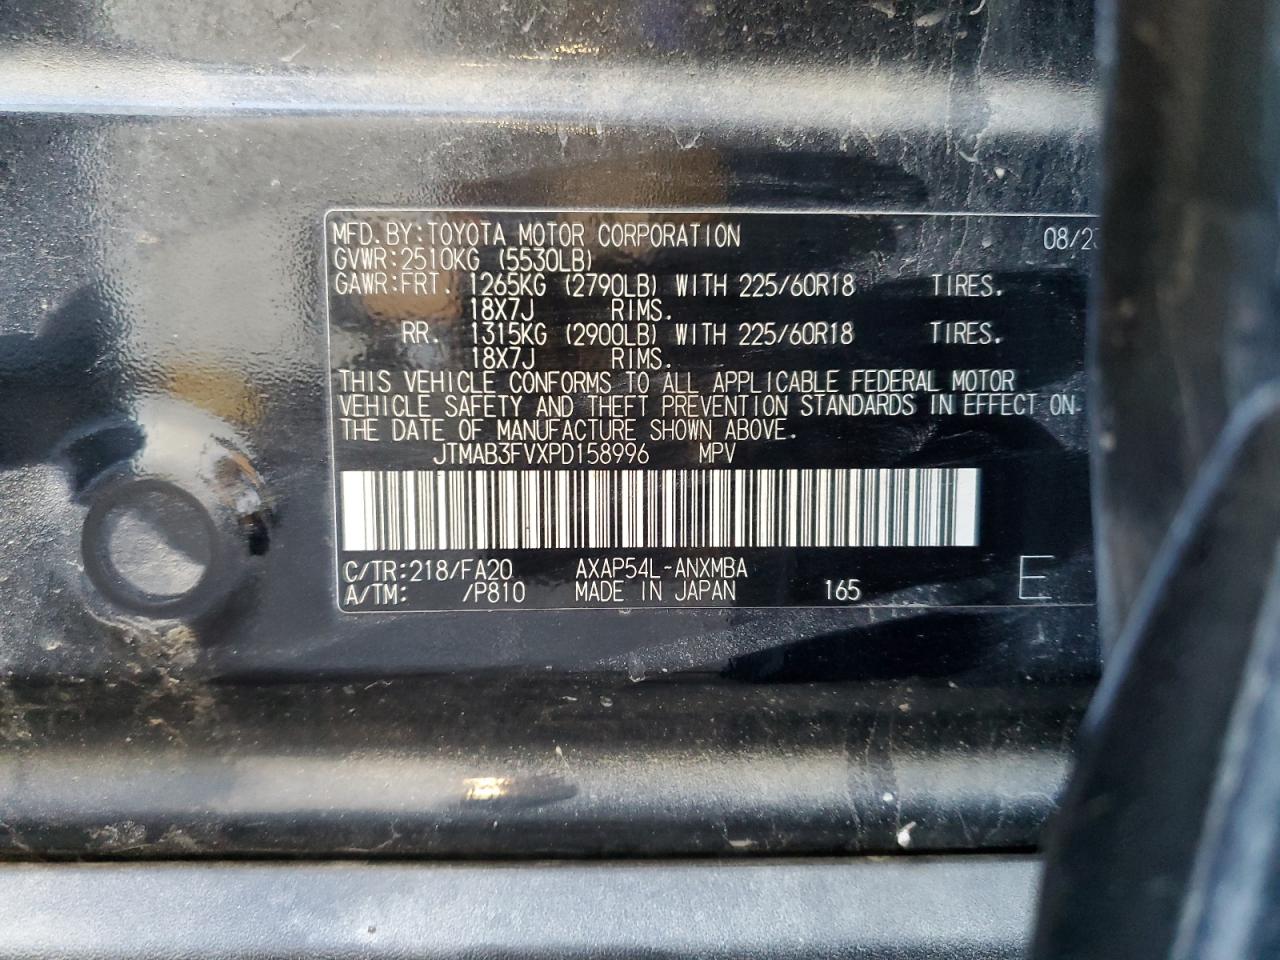 MFD.BY:TOYOTA MOTOR CORPORATION 08/23
GVWR:2510KG (5530LB)
GAWR:FRT. 1265KG (2790LB) WITH 225/60R18 TIRES.
18X7J RIMS.
RR. 1315KG (2900LB) WITH 225/60R18 TIRES.
18X7J RIMS.
THIS VEHICLE CONFORMS TO ALL APPLICABLE FEDERAL MOTOR
VEHICLE SAFETY AND THEFT PREVENTION STANDARDS IN EFFECT ON
THE DATE OF MANUFACTURE SHOWN ABOVE.
JTMAB3FVXPD158996 MPV
C/TR:218/FA20 AXAP54L-ANXMBA
A/TM: /P810 MADE IN JAPAN 165 E